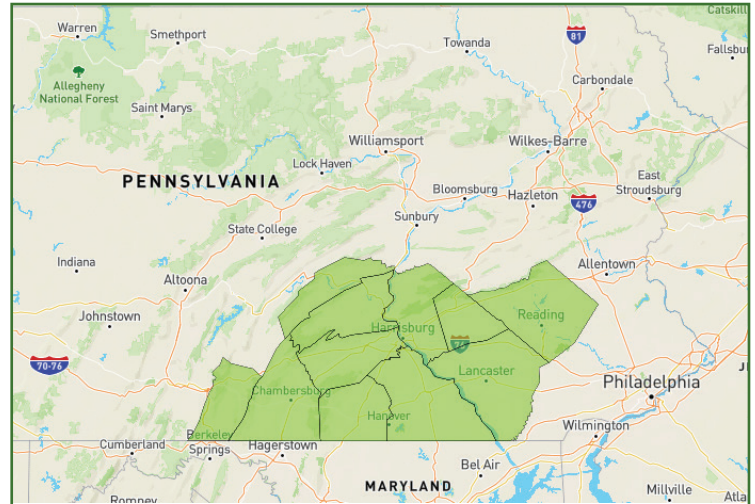 Warren
Smethport
Towanda
81
Catskill
Fallsbu
Allegheny
National Forest
Carbondale
Saint Marys
Williamsport
Wilkes-Barre
Lock Haven
PENNSYLVANIA
East
Stroudsburg
Bloomsburg
Hazleton
476
Sunbury
State College
Indiana
Altoona
Allentown
Johnstown
Harrisburg
Reading
70-76
Lancaster
Philadelphia
Chambersburg
Hanover
Wilmington
Cumberland
Berkeley
Springs
Hagerstown
Bel Air
MARYLAND
Millville
Atla
Romney